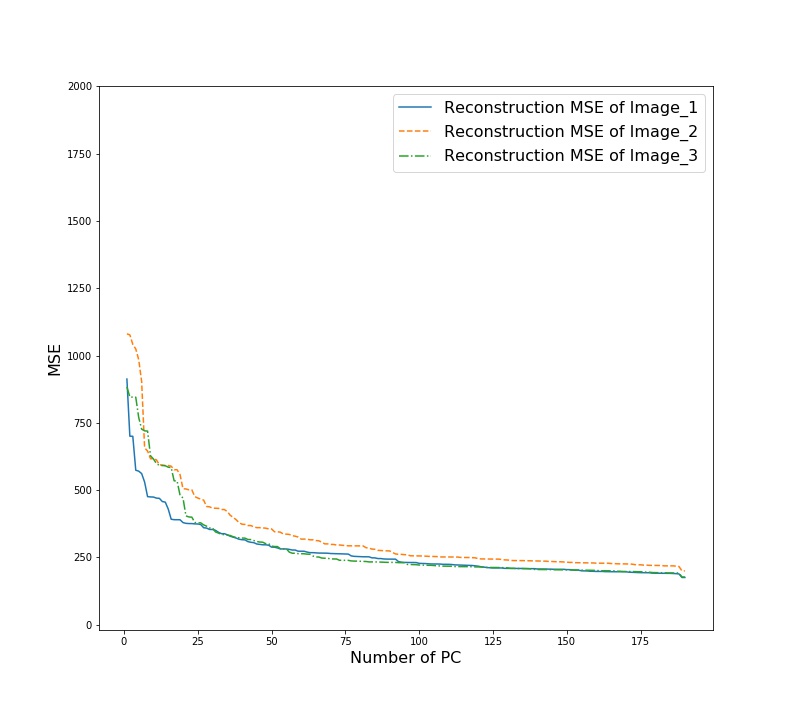 2000
1750
1500
1250
1000
750
500
250
0
MSE
Reconstruction MSE of Image_1
Reconstruction MSE of Image_2
Reconstruction MSE of Image_3
0 25 50 75 100 125 150 175
Number of PC